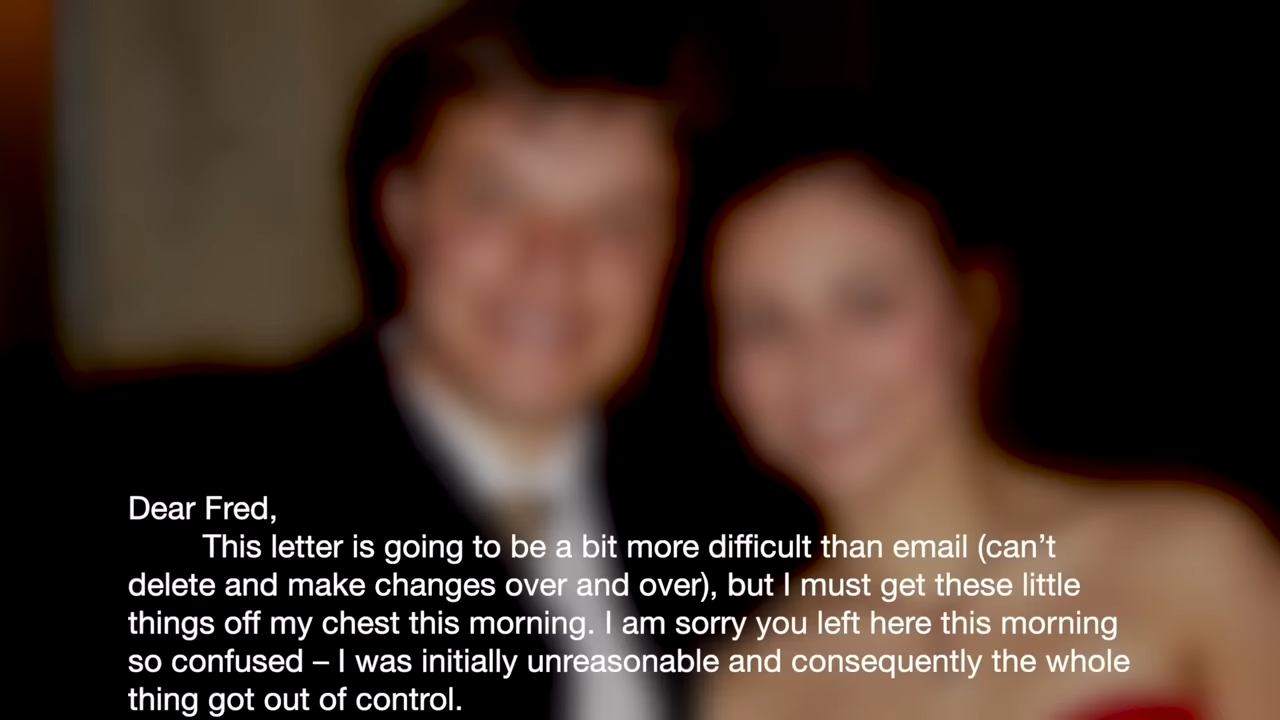 Dear Fred,
This letter is going to be a bit more difficult than email (can’t
delete and make changes over and over), but I must get these little
things off my chest this morning. I am sorry you left here this morning
so confused – I was initially unreasonable and consequently the whole
thing got out of control.